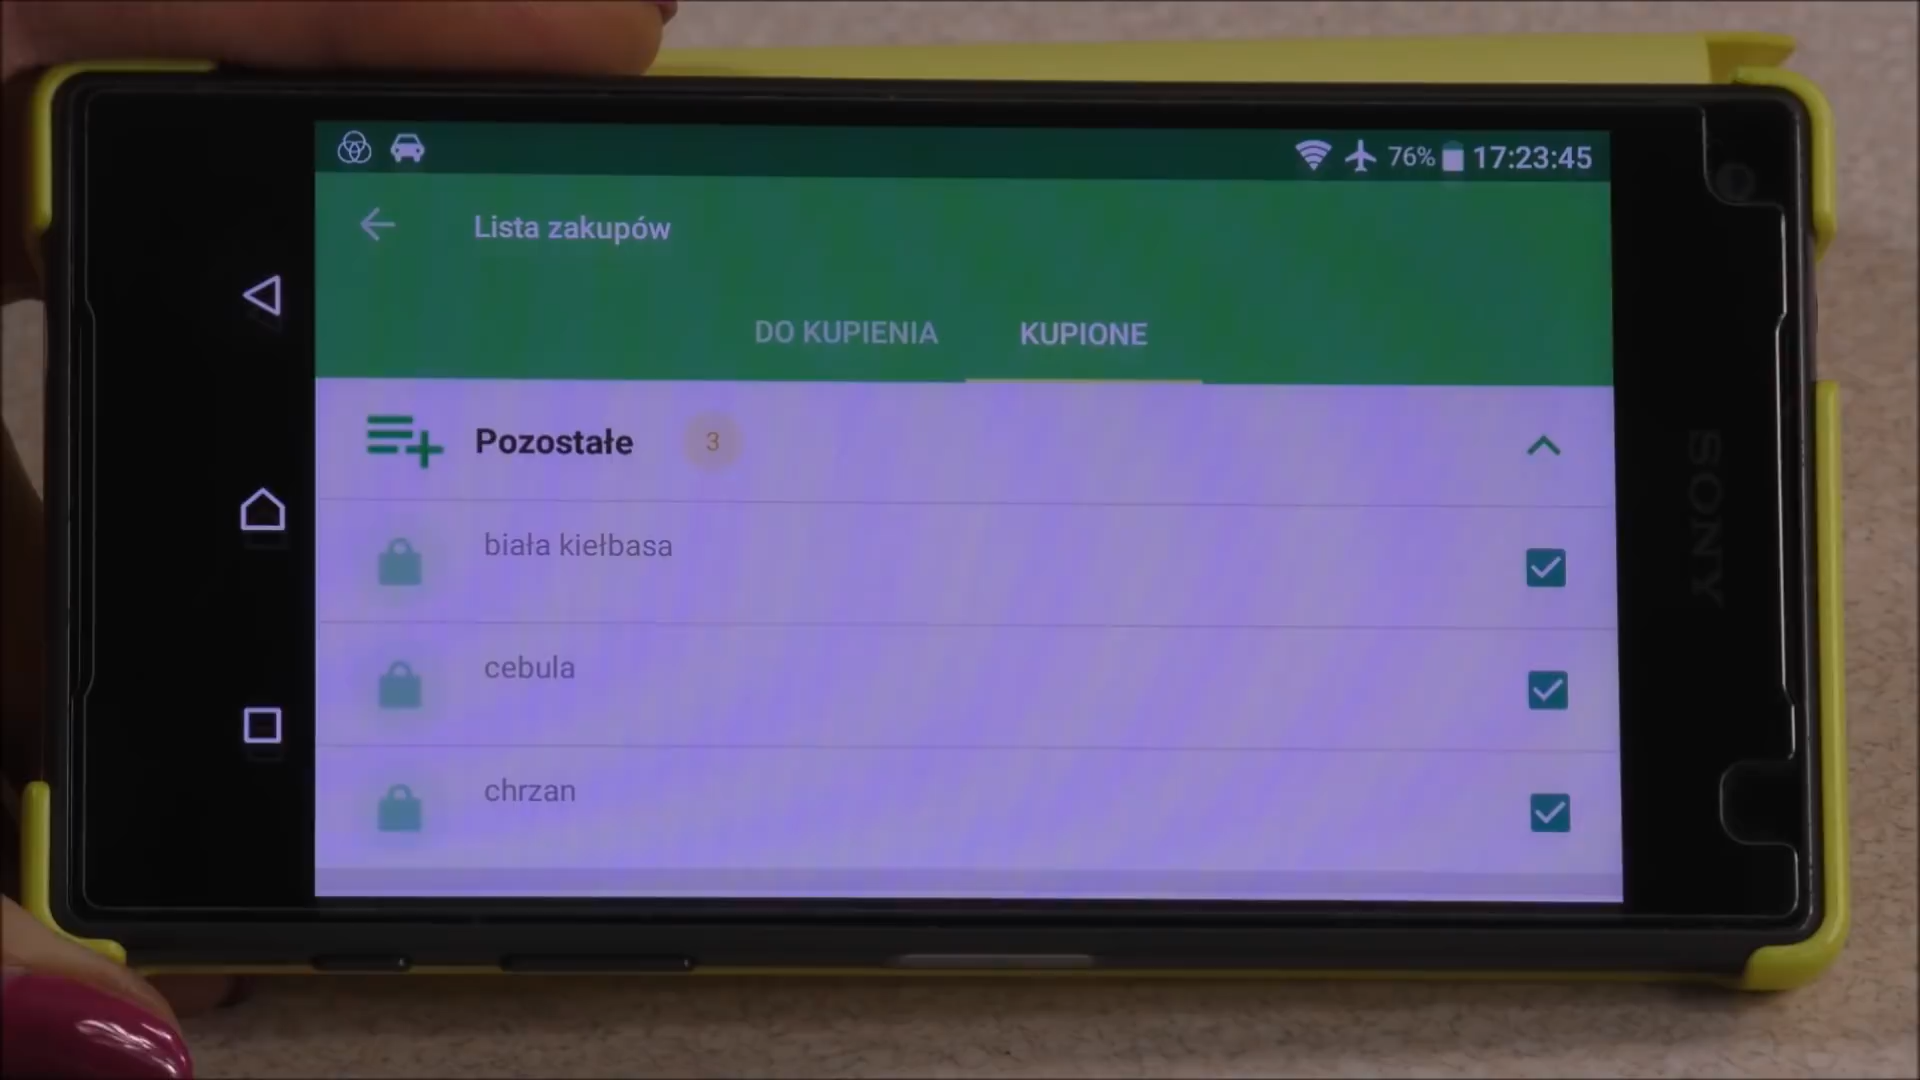 76% 17:23:45
Lista zakupów
DO KUPIENIA KUPIONE
Pozostałe 3
biała kiełbasa
cebula
chrzan
SONY